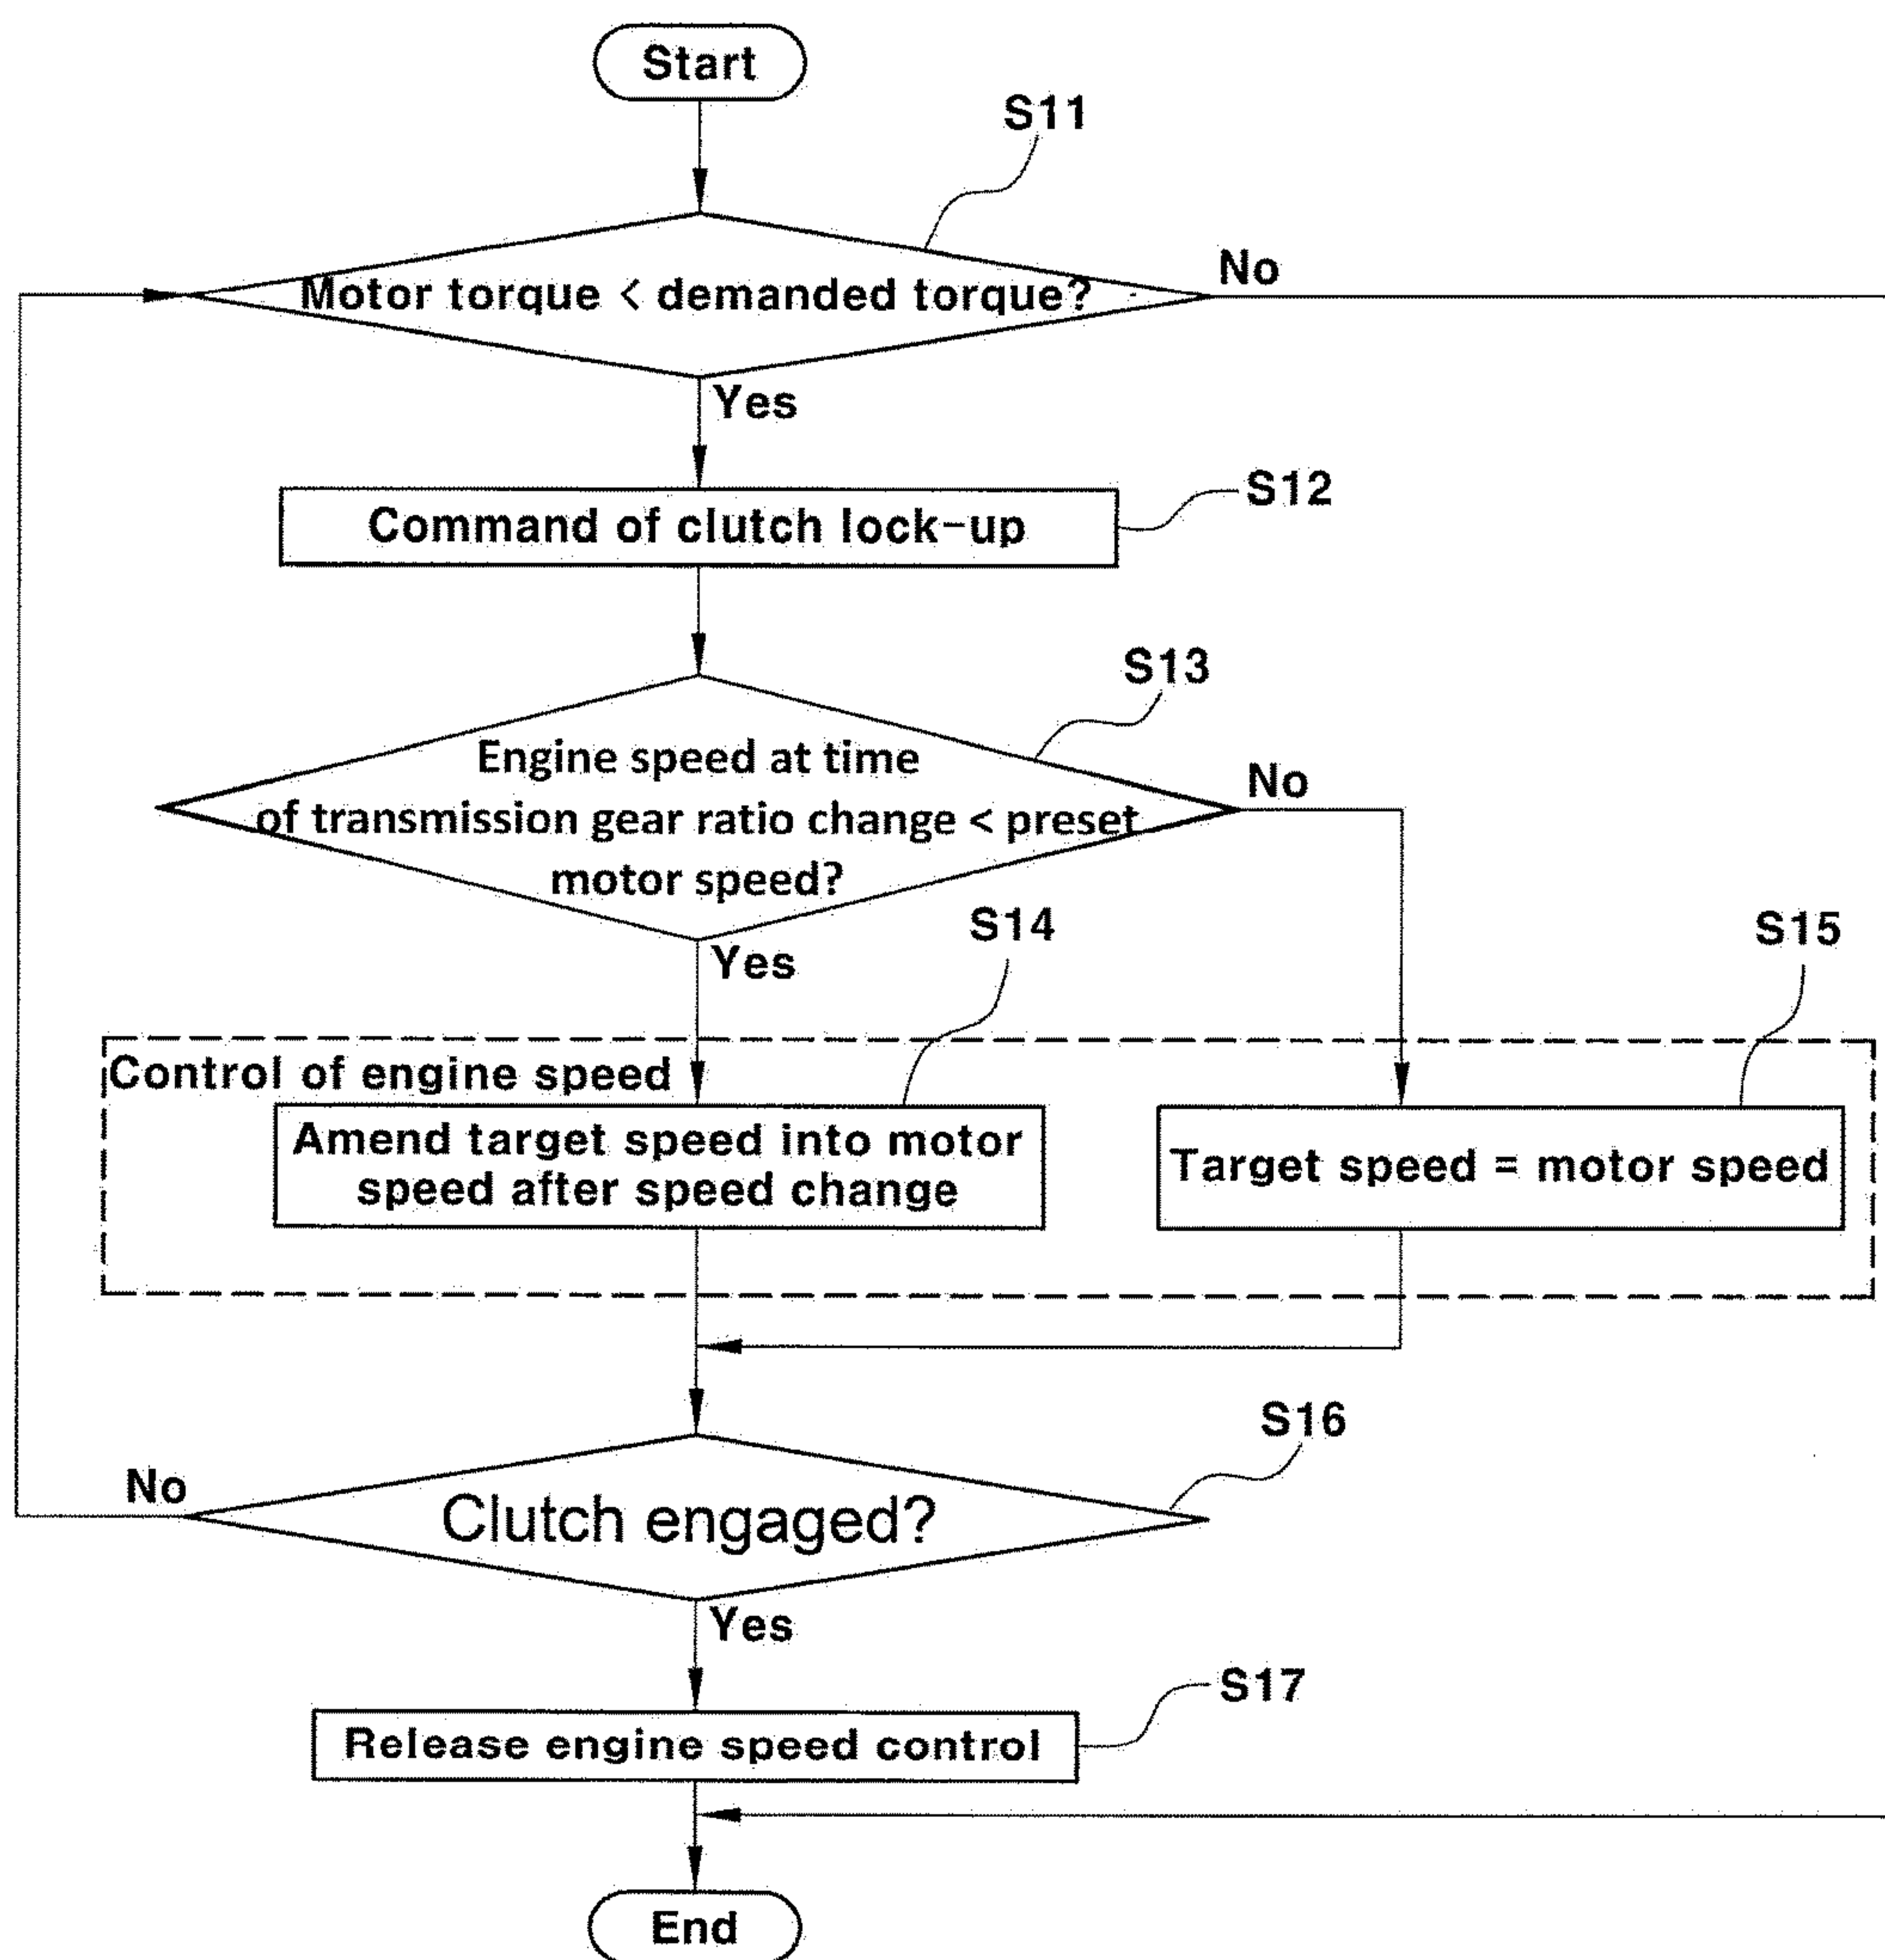 Start
S11
Motor torque < demanded torque?
No
Yes
S12
Command of clutch lock-up
S13
Engine speed at time
of transmission gear ratio change < preset
motor speed?
No
Yes
S14
S15
Control of engine speed
Amend target speed into motor
speed after speed change
Target speed = motor speed
S16
Clutch engaged?
No
Yes
S17
Release engine speed control
End